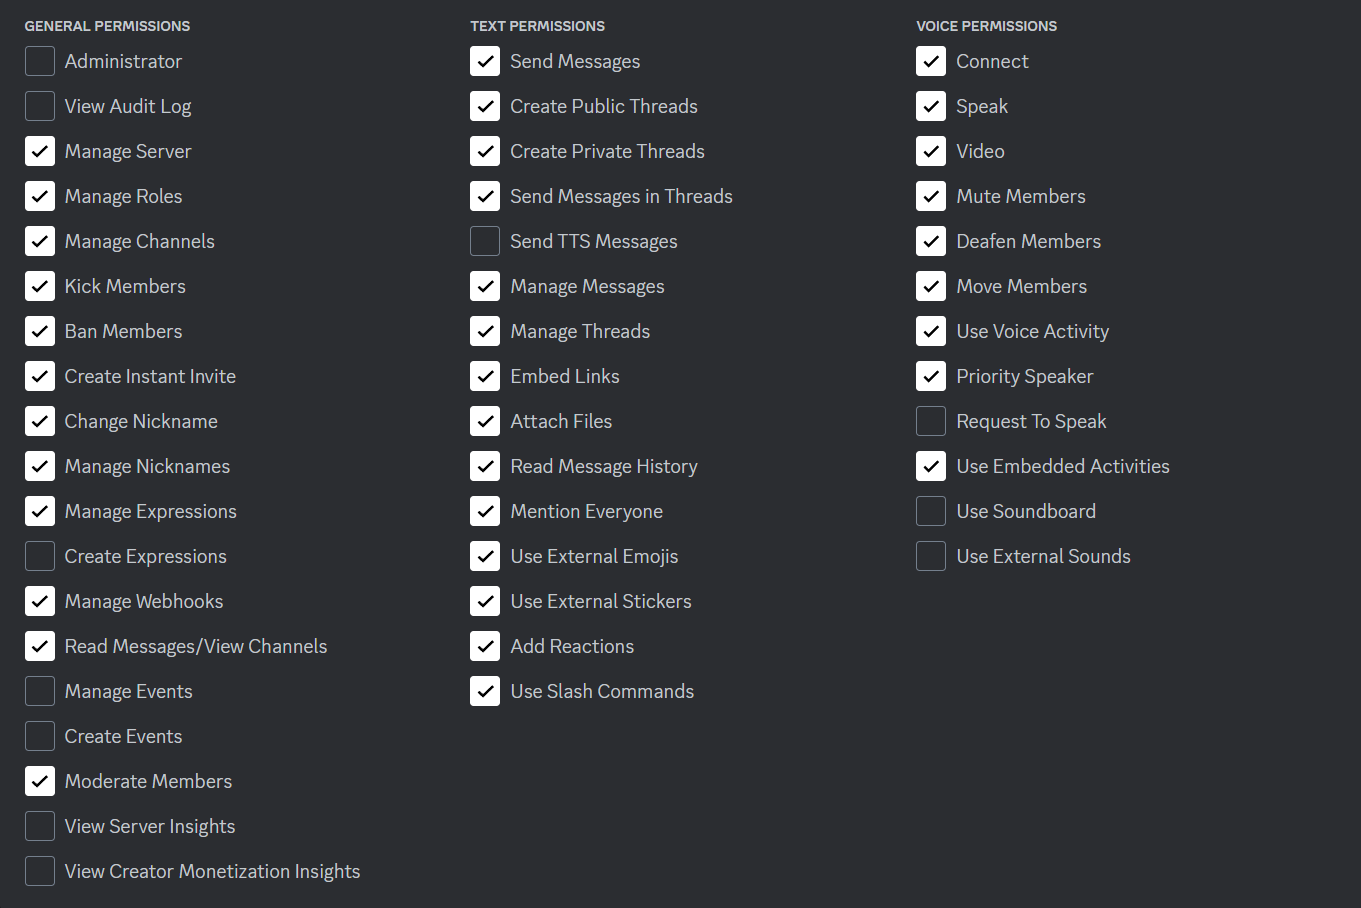 GENERAL PERMISSIONS
Administrator
View Audit Log
Manage Server
Manage Roles
Manage Channels
Kick Members
Ban Members
Create Instant Invite
Change Nickname
Manage Nicknames
Manage Expressions
Create Expressions
Manage Webhooks
Read Messages/View Channels
Manage Events
Create Events
Moderate Members
View Server Insights
View Creator Monetization Insights
TEXT PERMISSIONS
Send Messages
Create Public Threads
Create Private Threads
Send Messages in Threads
Send TTS Messages
Manage Messages
Manage Threads
Embed Links
Attach Files
Read Message History
Mention Everyone
Use External Emojis
Use External Stickers
Add Reactions
Use Slash Commands
VOICE PERMISSIONS
Connect
Speak
Video
Mute Members
Deafen Members
Move Members
Use Voice Activity
Priority Speaker
Request To Speak
Use Embedded Activities
Use Soundboard
Use External Sounds